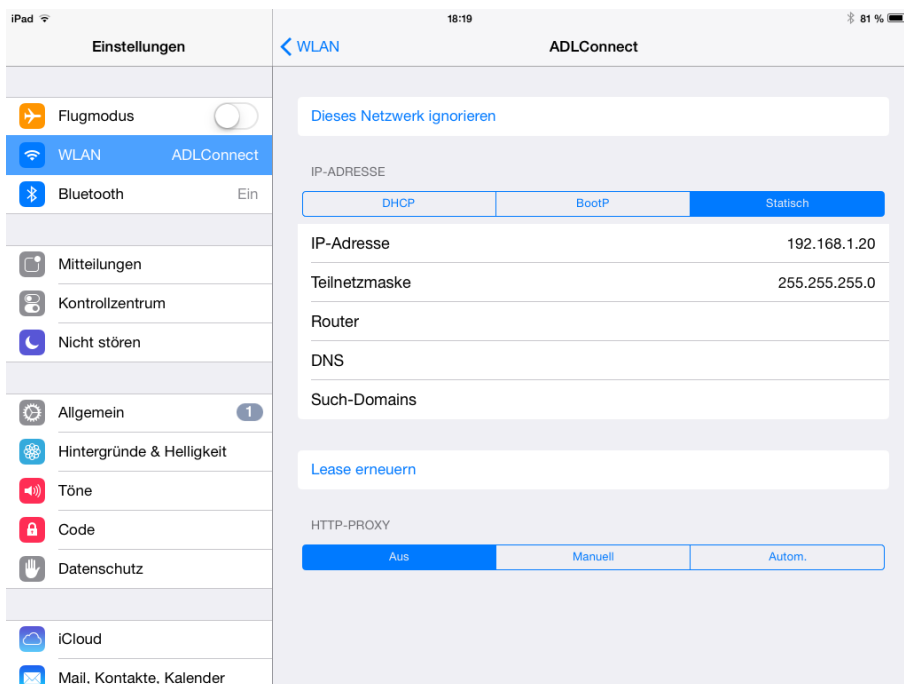 iPad 18:19 81 %
Einstellungen
WLAN ADLConnect
Flugmodus
WLAN ADLConnect
Bluetooth Ein
Mitteilungen
Kontrollzentrum
Nicht stören
Allgemein 1
Hintergründe & Helligkeit
Töne
Code
Datenschutz
iCloud
Mail, Kontakte, Kalender
Dieses Netzwerk ignorieren
IP-ADRESSE
DHCP BootP Statisch
IP-Adresse 192.168.1.20
Teilnetzmaske 255.255.255.0
Router
DNS
Such-Domains
Lease erneuern
HTTP-PROXY
Aus Manuell Autom.